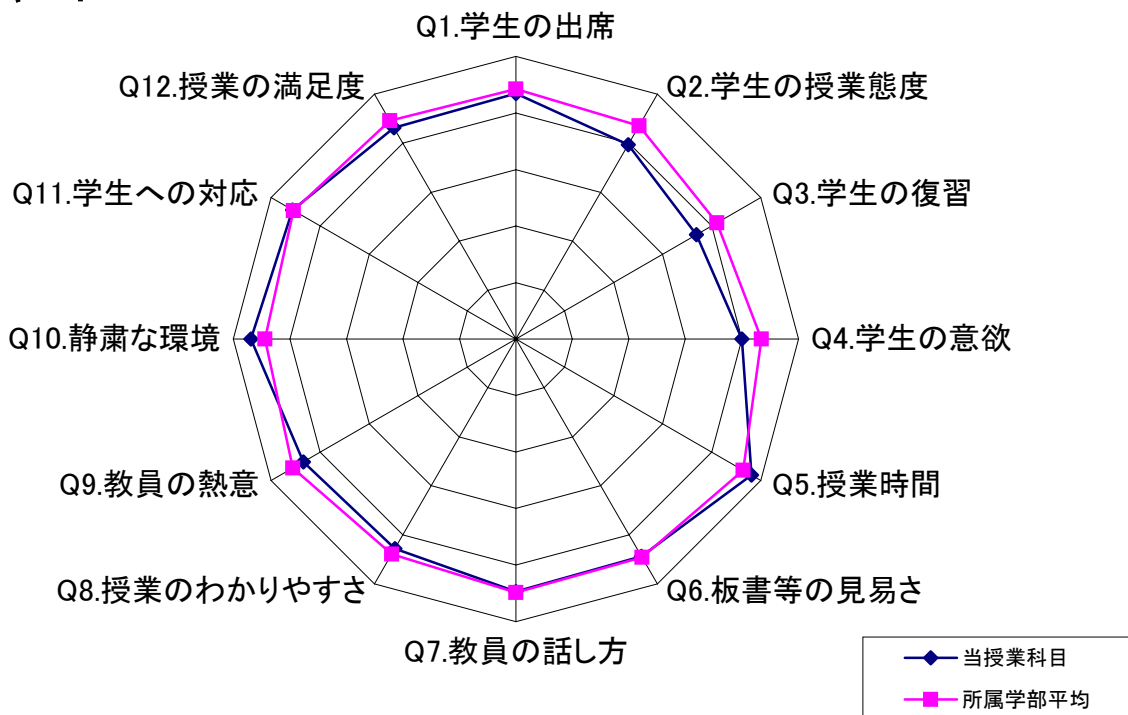 Q1.学生の出席
Q2.学生の授業態度
Q3.学生の復習
Q4.学生の意欲
Q5.授業時間
Q6.板書等の見易さ
Q7.教員の話し方
Q8.授業のわかりやすさ
Q9.教員の熱意
Q10.静粛な環境
Q11.学生への対応
Q12.授業の満足度
当授業科目
所属学部平均